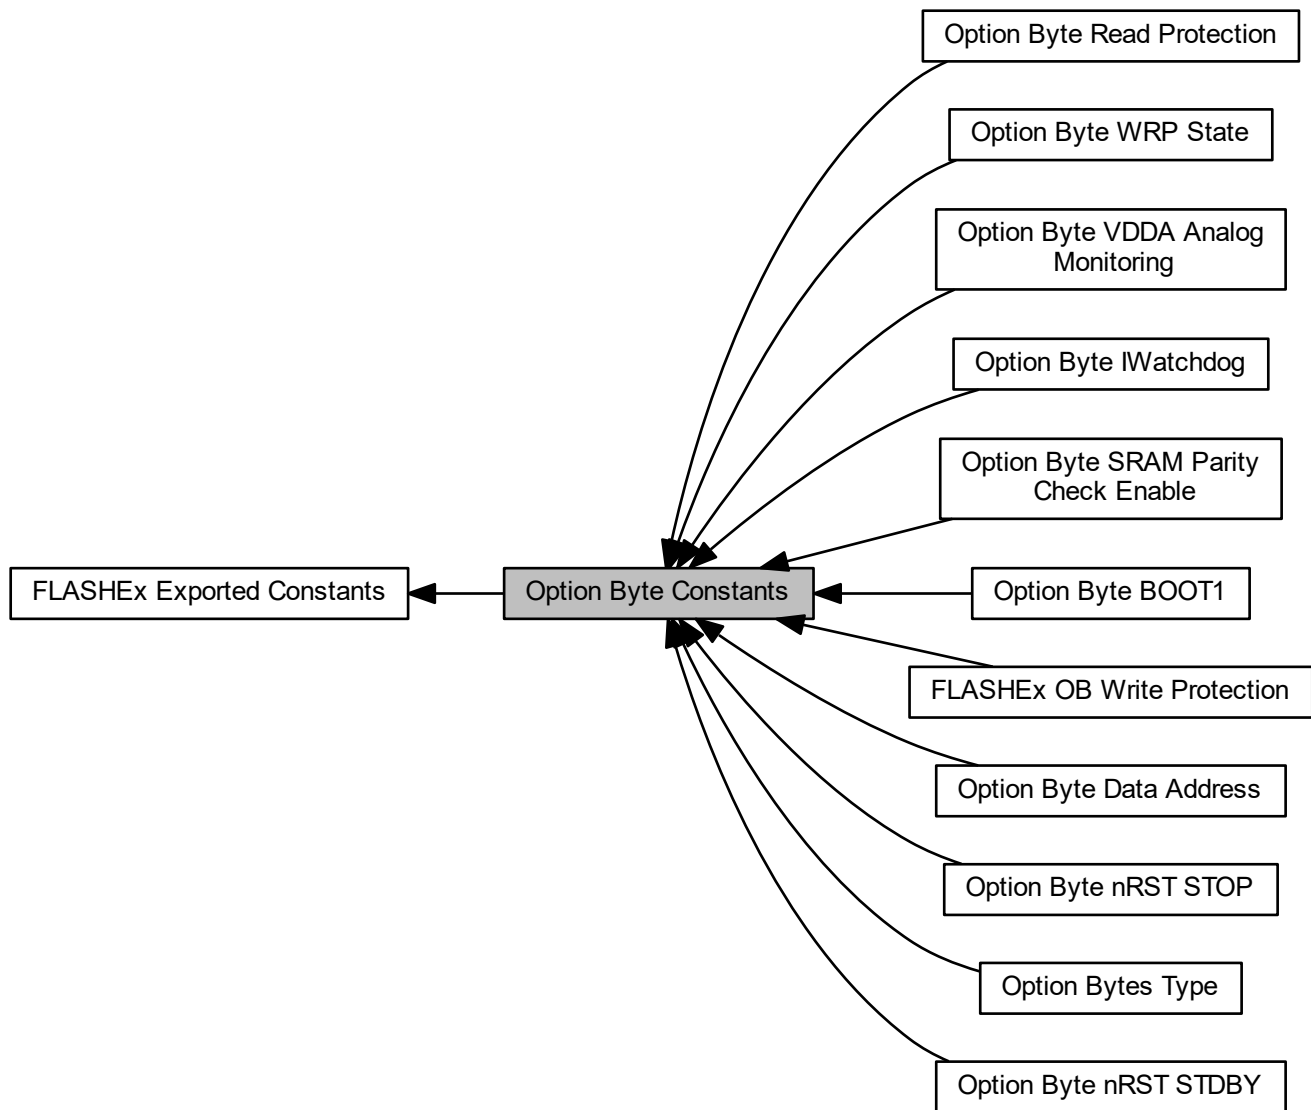 Option Byte Read Protection
Option Byte WRP State
Option Byte VDDA Analog
Monitoring
Option Byte IWatchdog
Option Byte SRAM Parity
Check Enable
FLASHEx Exported Constants
Option Byte Constants
Option Byte BOOT1
FLASHEx OB Write Protection
Option Byte Data Address
Option Byte nRST STOP
Option Bytes Type
Option Byte nRST STDBY